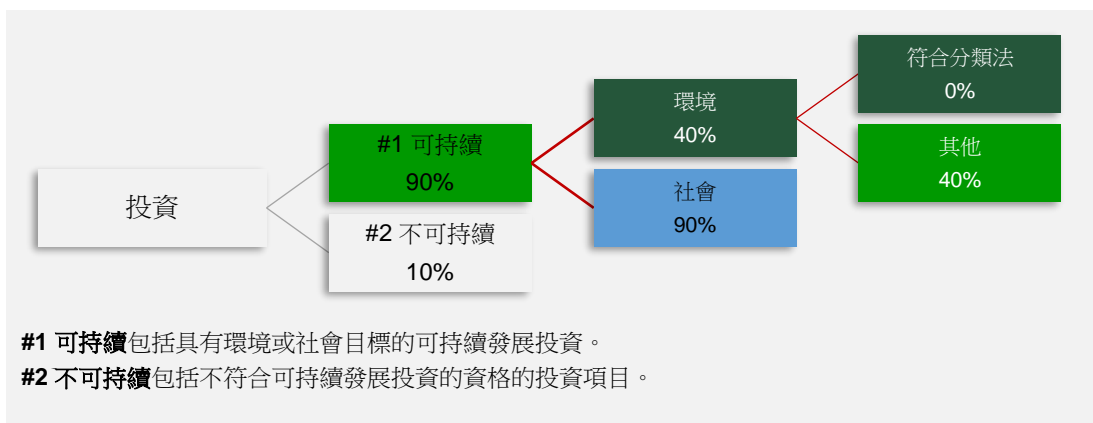 投資
#1 可持續
90%
#2 不可持續
10%
環境
40%
社會
90%
符合分類法
0%
其他
40%
#1 可持續包括具有環境或社會目標的可持續發展投資。
#2 不可持續包括不符合可持續發展投資的資格的投資項目。